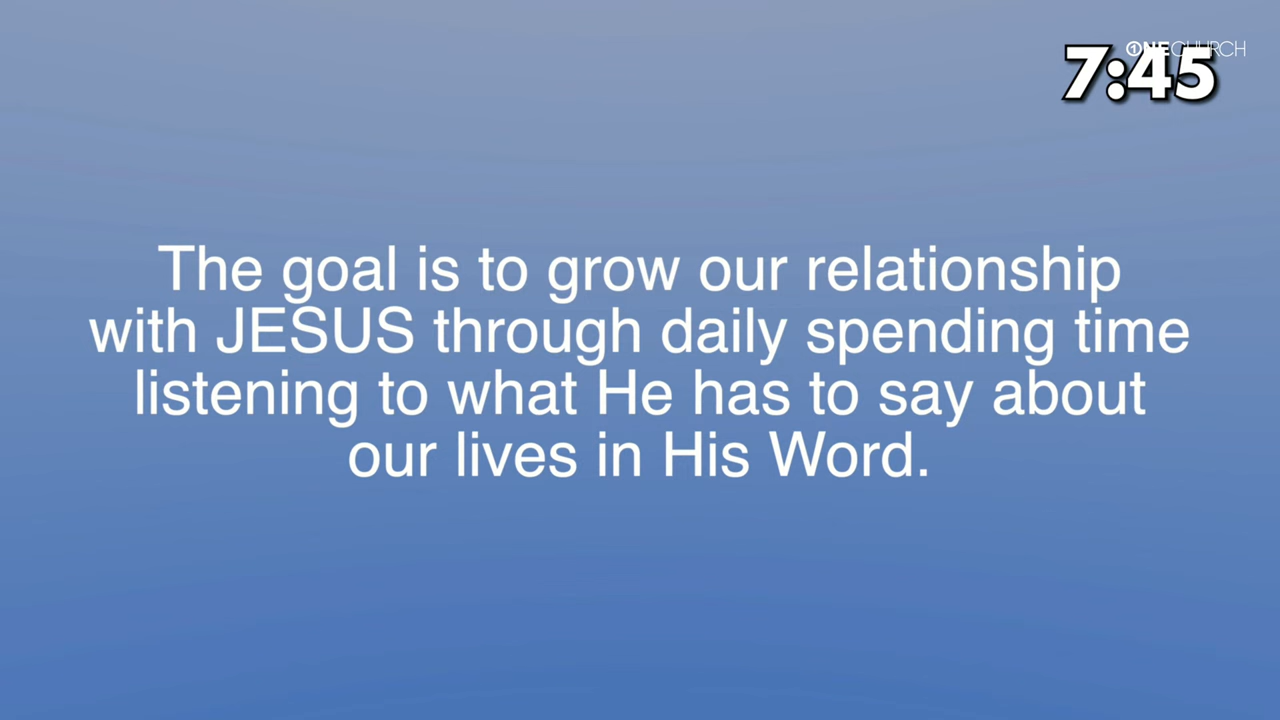 ONECHURCH
7:45
The goal is to grow our relationship
with JESUS through daily spending time
listening to what He has to say about
our lives in His Word.